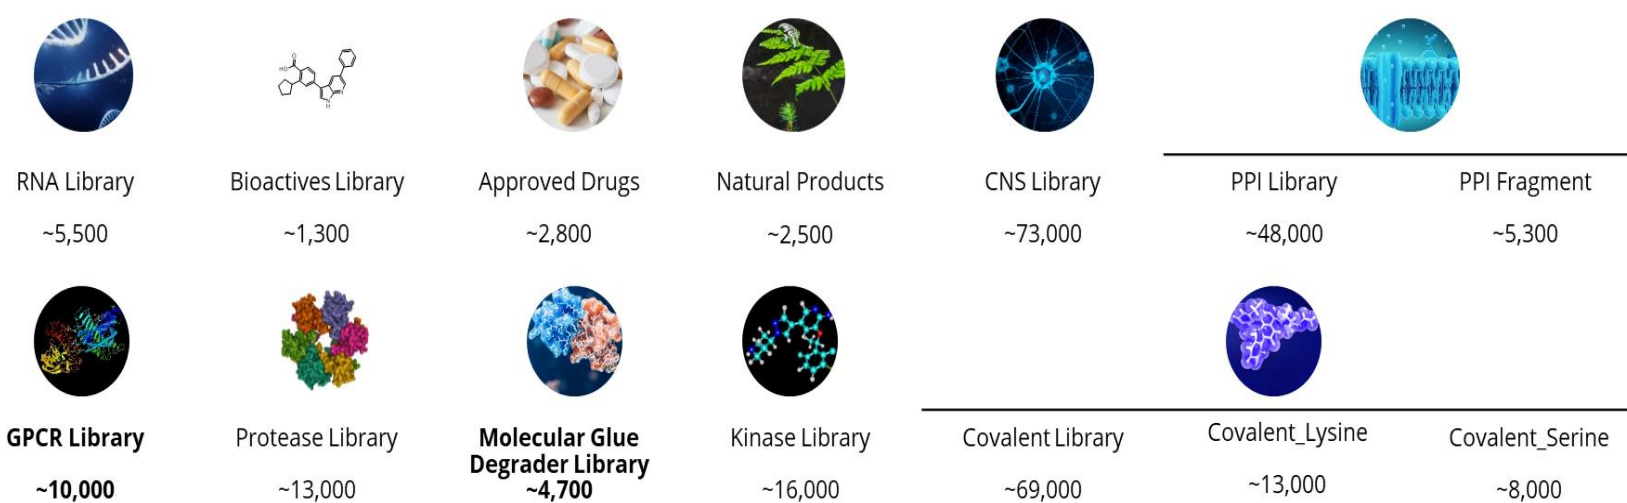 HO
O
N
H
N
RNA Library
Bioactives Library
Approved Drugs
Natural Products
CNS Library
PPI Library
PPI Fragment
~5,500
~1,300
~2,800
~2,500
~73,000
~48,000
~5,300
GPCR Library
Protease Library
Molecular Glue
Degrader Library
Kinase Library
Covalent Library
Covalent_Lysine
Covalent_Serine
~10,000
~13,000
~4,700
~16,000
~69,000
~13,000
~8,000